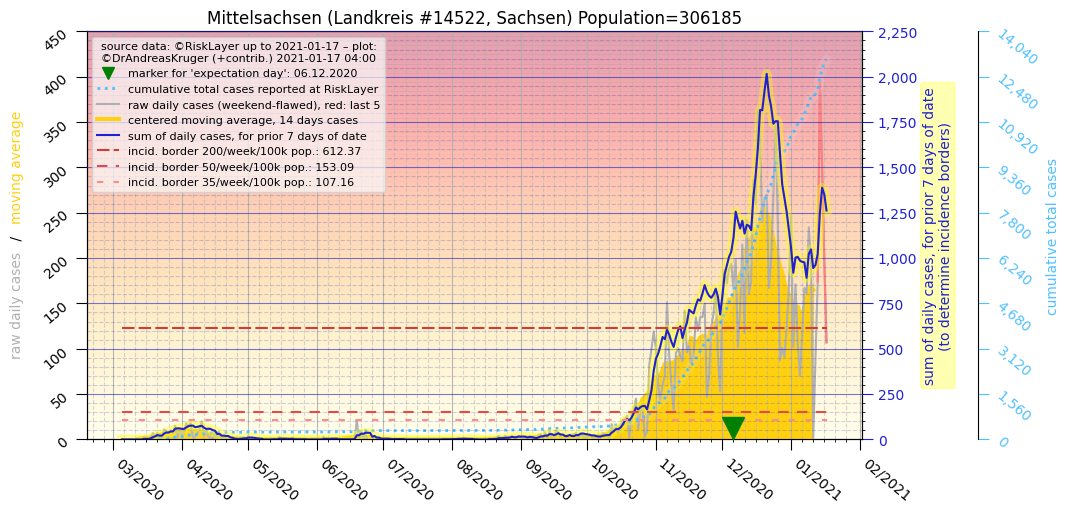 Mittelsachsen (Landkreis #14522, Sachsen) Population=306185
source data: ©RiskLayer up to 2021-01-17 – plot:
©DrAndreasKruger (+contrib.) 2021-01-17 04:00
marker for 'expectation day': 06.12.2020
cumulative total cases reported at RiskLayer
raw daily cases (weekend-flawed), red: last 5
centered moving average, 14 days cases
sum of daily cases, for prior 7 days of date
incid. border 200/week/100k pop.: 612.37
incid. border 50/week/100k pop.: 153.09
incid. border 35/week/100k pop.: 107.16
raw daily cases / moving average
450
400
350
300
250
200
150
100
50
0
03/2020
04/2020
05/2020
06/2020
07/2020
08/2020
09/2020
10/2020
11/2020
12/2020
01/2021
02/2021
2,250
2,000
1,750
1,500
1,250
1,000
750
500
250
0
sum of daily cases, for prior 7 days of date
(to determine incidence borders)
14,040
12,480
10,920
9,360
7,800
6,240
4,680
3,120
1,560
0
cumulative total cases